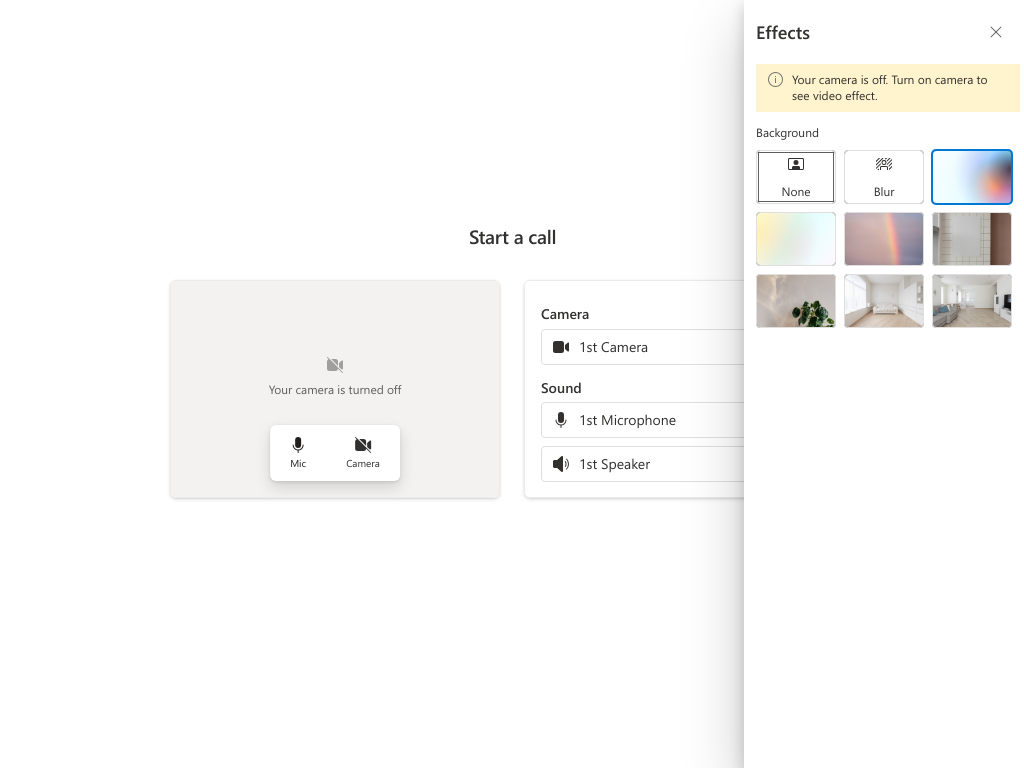 Effects
Your camera is off. Turn on camera to
see video effect.
Background
None
Blur
Start a call
Your camera is turned off
Mic
Camera
Camera
1st Camera
Sound
1st Microphone
1st Speaker